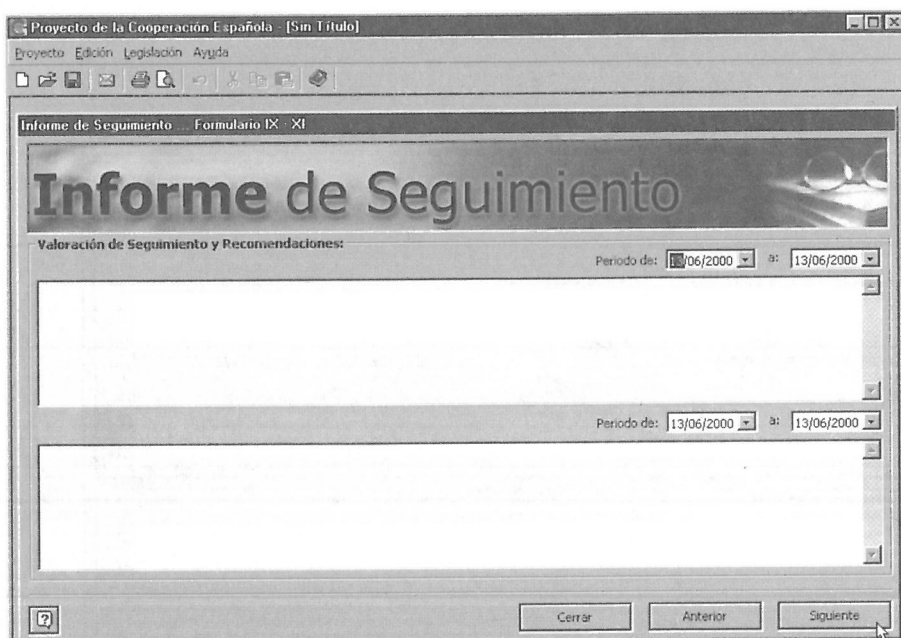 Proyecto de la Cooperación Española - [Sin Título]
Proyecto Edición Legislación Ayuda
Informe de Seguimiento ... Formulario IX - XI
Informe de Seguimiento
Valoración de Seguimiento y Recomendaciones:
Periodo de: 13/06/2000 a: 13/06/2000
Periodo de: 13/06/2000 a: 13/06/2000
Cerrar Anterior Siguiente